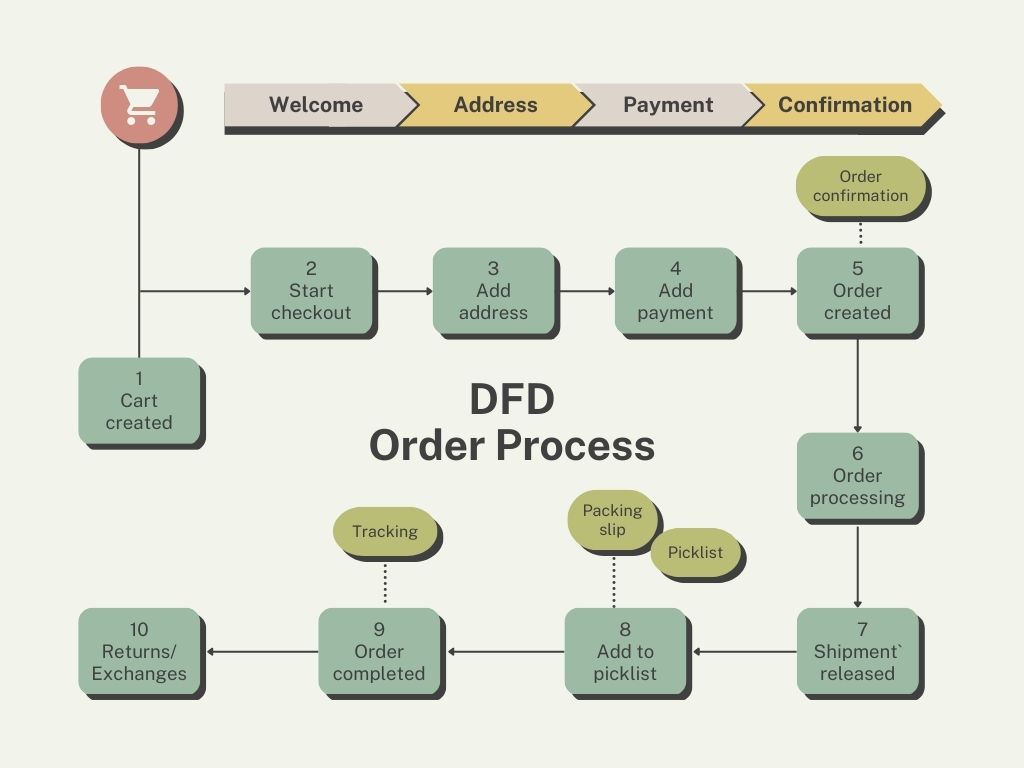 Welcome
Address
Payment
Confirmation
Order
confirmation
2
Start
checkout
3
Add
address
4
Add
payment
5
Order
created
1
Cart
created
DFD
Order Process
6
Order
processing
Tracking
Packing
slip
Picklist
10
Returns/
Exchanges
9
Order
completed
8
Add to
picklist
7
Shipment`
released